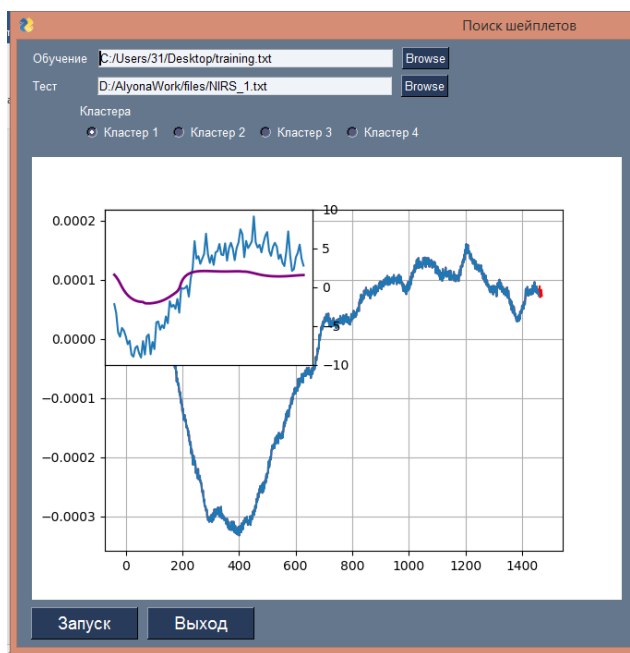 Поиск шейплетов
Обучение C:/Users/31/Desktop/training.txt Browse
Тест D:/AlyonaWork/files/NIRS_1.txt Browse
Кластера
Кластер 1 Кластер 2 Кластер 3 Кластер 4
10
0.0002
5
0.0001 0
0.0000 −5
−10
−0.0001
−0.0002
−0.0003
0 200 400 600 800 1000 1200 1400
Запуск Выход